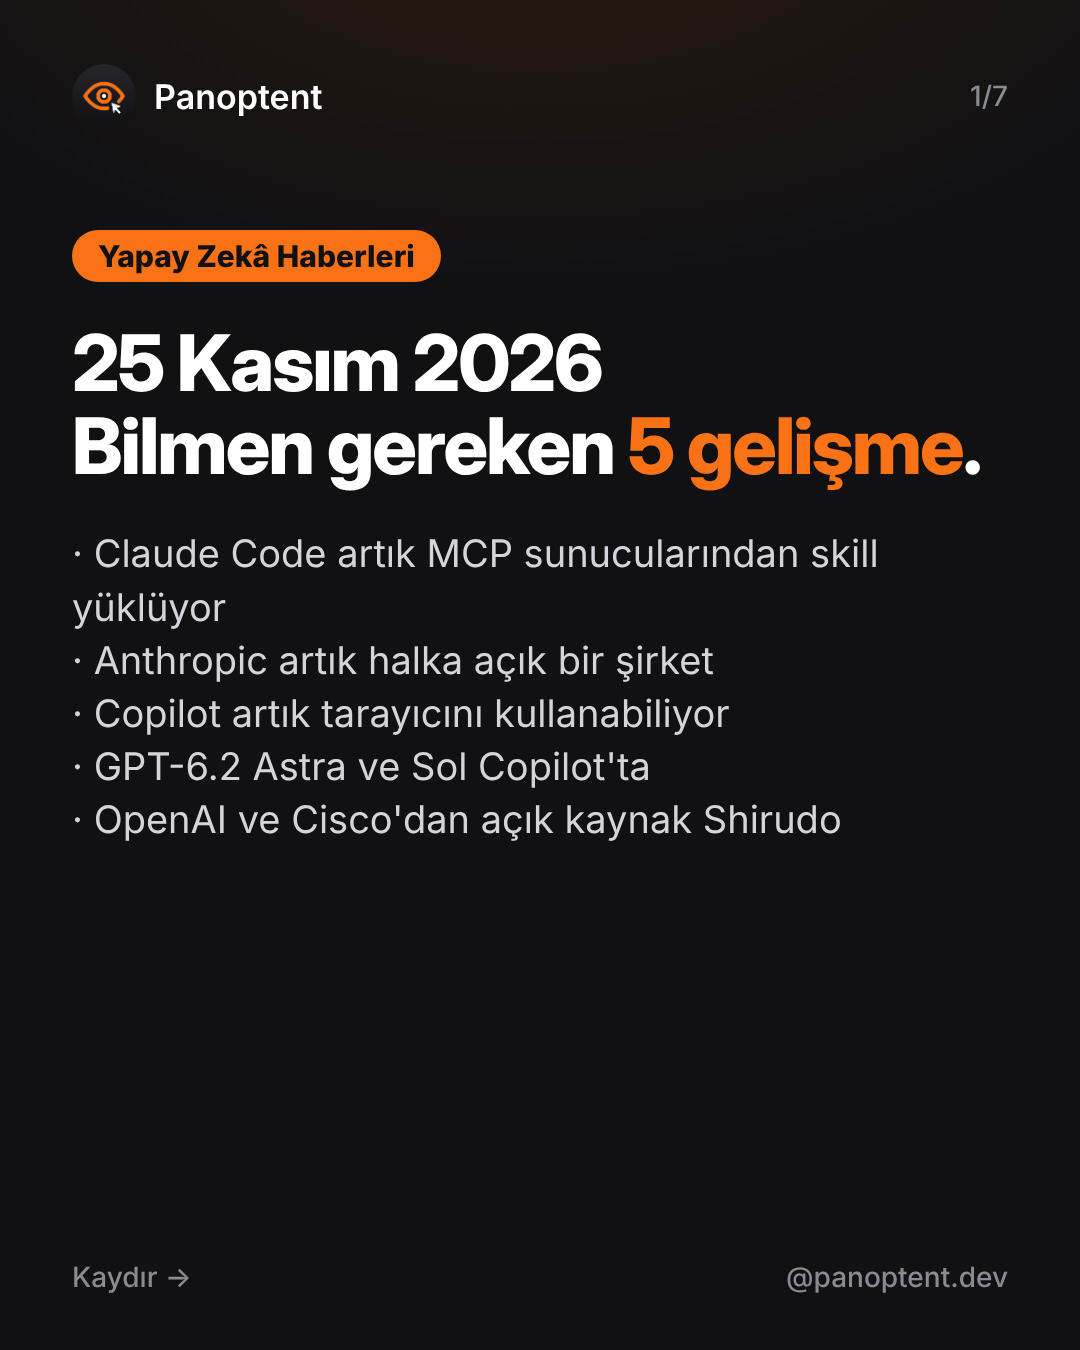 Panoptent
1/7
Yapay Zekâ Haberleri
25 Kasım 2026
Bilmen gereken 5 gelişme.
· Claude Code artık MCP sunucularından skill
yüklüyor
· Anthropic artık halka açık bir şirket
· Copilot artık tarayıcını kullanabiliyor
· GPT-6.2 Astra ve Sol Copilot'ta
· OpenAI ve Cisco'dan açık kaynak Shirudo
Kaydır →
@panoptent.dev